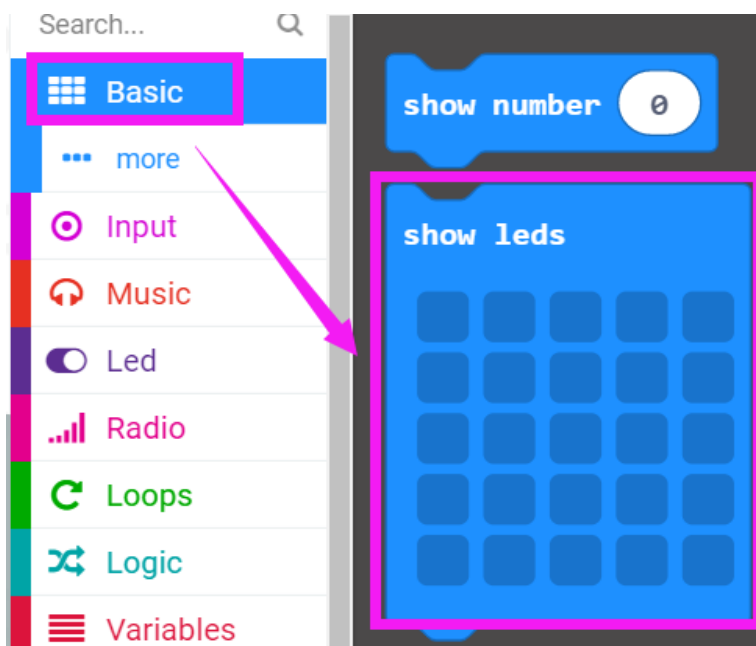 Search...
Basic
more
Input
Music
Led
Radio
Loops
Logic
Variables
show number 0
show leds